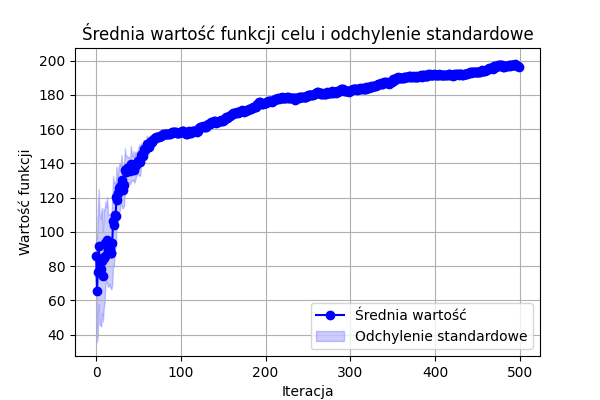 Średnia wartość funkcji celu i odchylenie standardowe
Wartość funkcji
200
180
160
140
120
100
80
60
40
Średnia wartość
Odchylenie standardowe
0 100 200 300 400 500
Iteracja